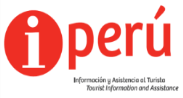 iperú
Información y Asistencia al Turista
Tourist Information and Assistance